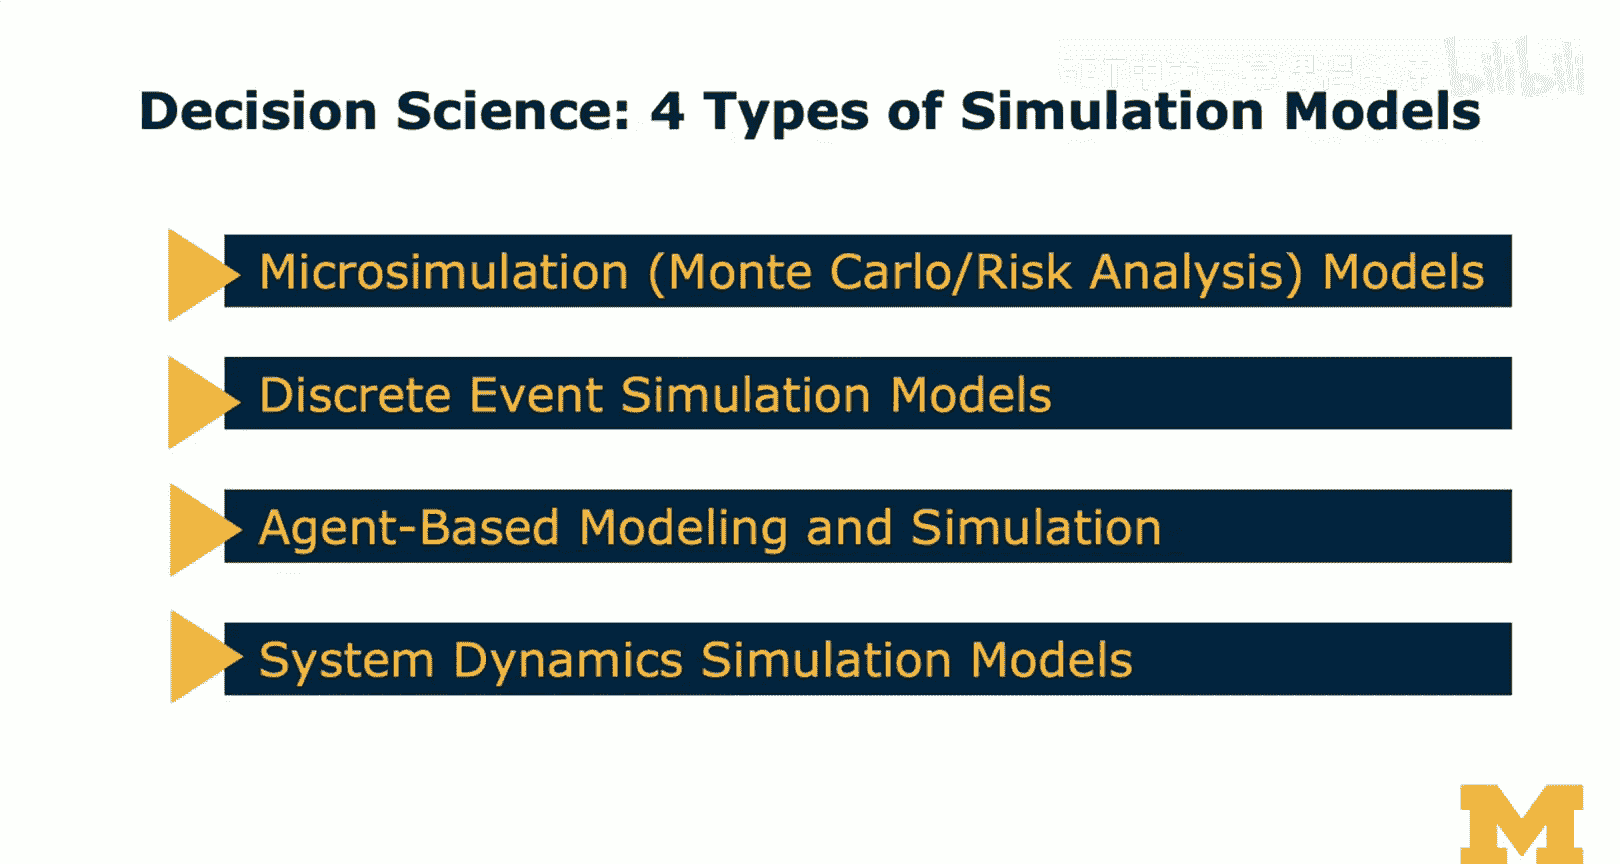 bilibili
Decision Science: 4 Types of Simulation Models
Microsimulation (Monte Carlo/Risk Analysis) Models
Discrete Event Simulation Models
Agent-Based Modeling and Simulation
System Dynamics Simulation Models
M